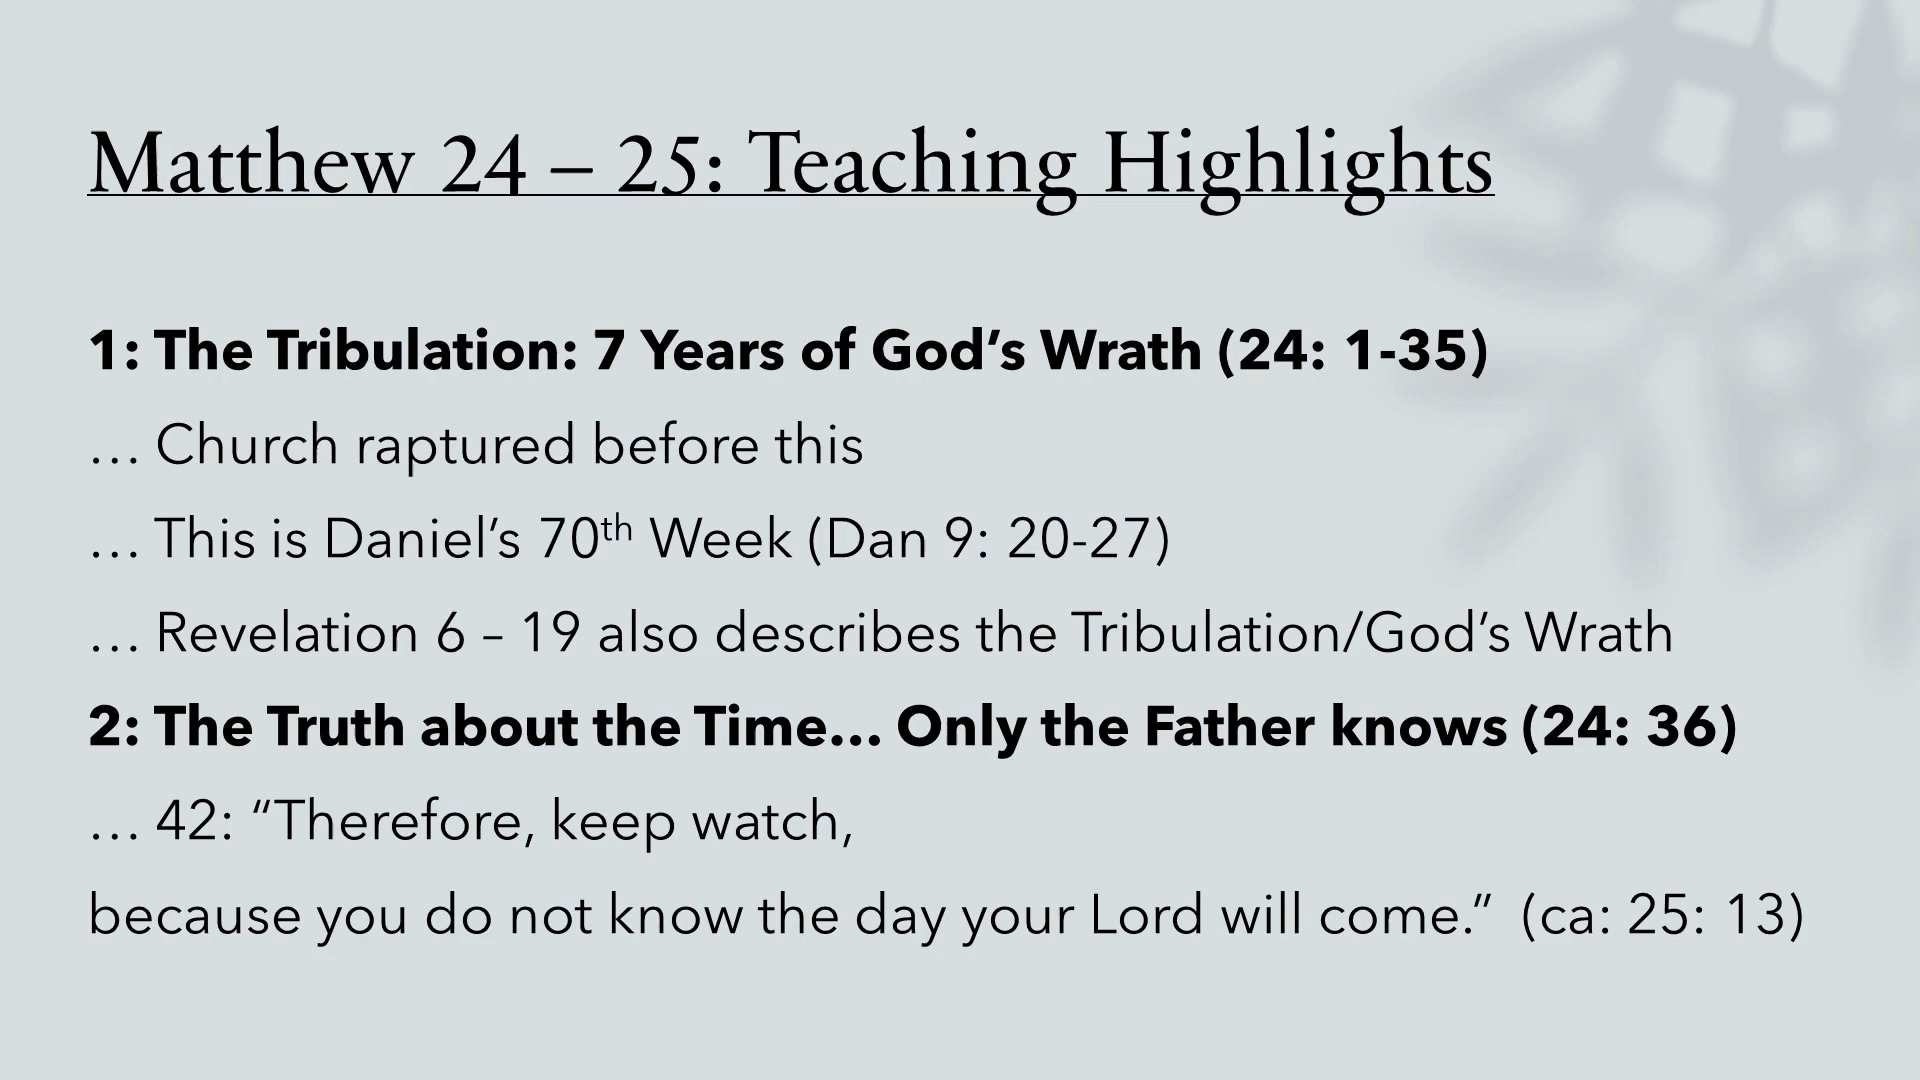 Matthew 24 – 25: Teaching Highlights
1: The Tribulation: 7 Years of God’s Wrath (24: 1-35)
… Church raptured before this
… This is Daniel’s 70th Week (Dan 9: 20-27)
… Revelation 6 – 19 also describes the Tribulation/God’s Wrath
2: The Truth about the Time… Only the Father knows (24: 36)
… 42: “Therefore, keep watch,
because you do not know the day your Lord will come.” (ca: 25: 13)